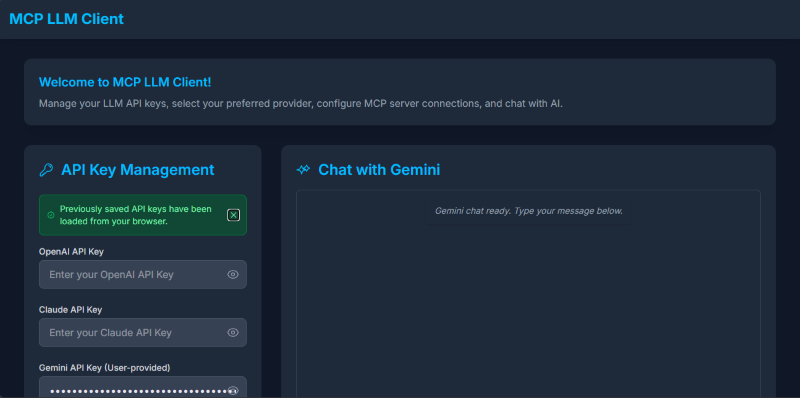 MCP LLM Client
Welcome to MCP LLM Client!
Manage your LLM API keys, select your preferred provider, configure MCP server connections, and chat with AI.
API Key Management
Previously saved API keys have been
loaded from your browser.
OpenAI API Key
Enter your OpenAI API Key
Claude API Key
Enter your Claude API Key
Gemini API Key (User-provided)
Chat with Gemini
Gemini chat ready. Type your message below.